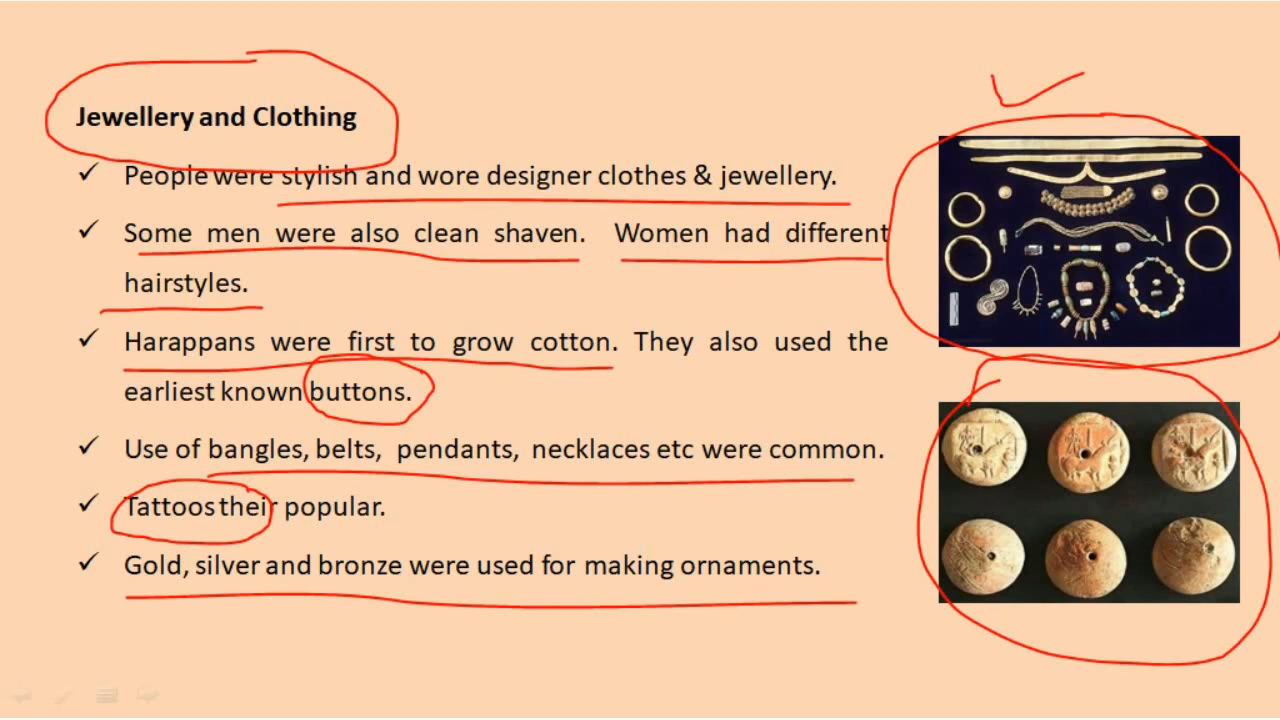 Jewellery and Clothing
✓ People were stylish and wore designer clothes & jewellery.
✓ Some men were also clean shaven. Women had different
hairstyles.
✓ Harappans were first to grow cotton. They also used the
earliest known buttons.
✓ Use of bangles, belts, pendants, necklaces etc were common.
✓ Tattoos their popular.
✓ Gold, silver and bronze were used for making ornaments.